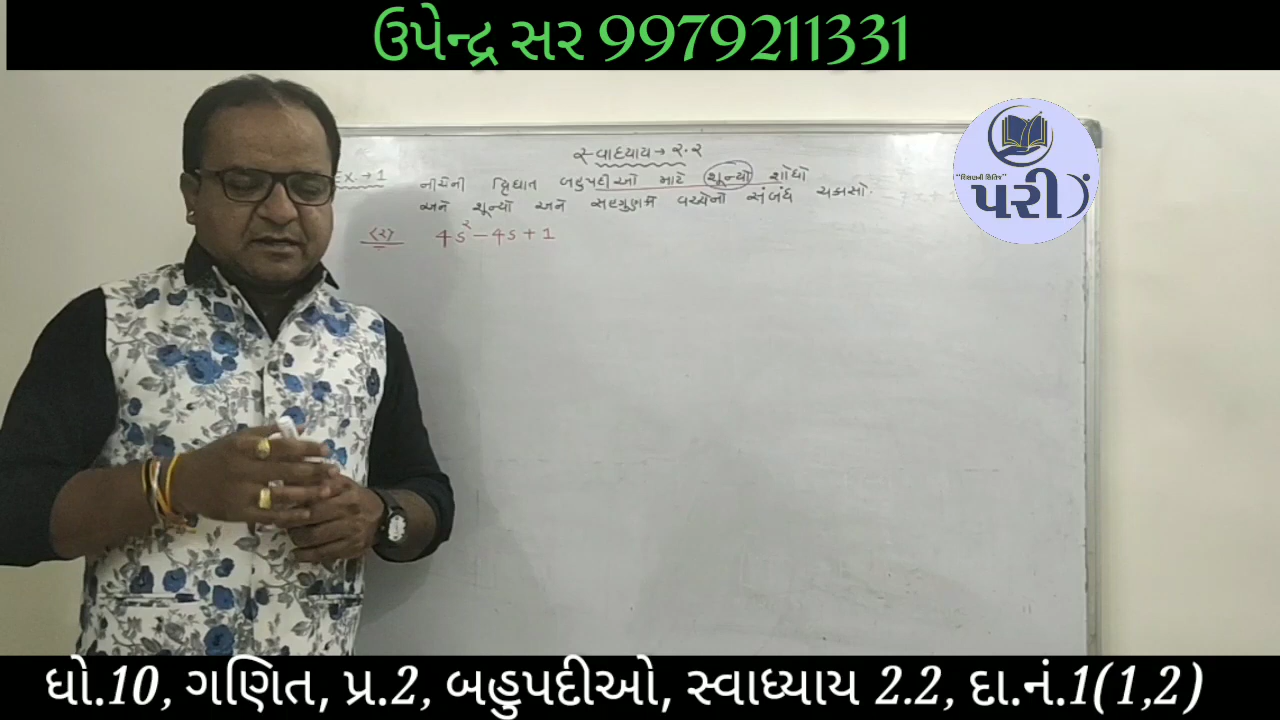 ઉપેન્દ્ર સર 9979211331
સ્વાધ્યાય → ૨.૨
Ex → 1 નીચેની દ્વિઘાત બહુપદીઓ માટે શૂન્યો શોધો
અને શૂન્યો અને સહગુણકો વચ્ચેનો સંબંધ ચકાસો.
(૨) 4s² - 4s + 1
પરી
ધો.10, ગણિત, પ્ર.2, બહુપદીઓ, સ્વાધ્યાય 2.2, દા.નં.1(1,2)